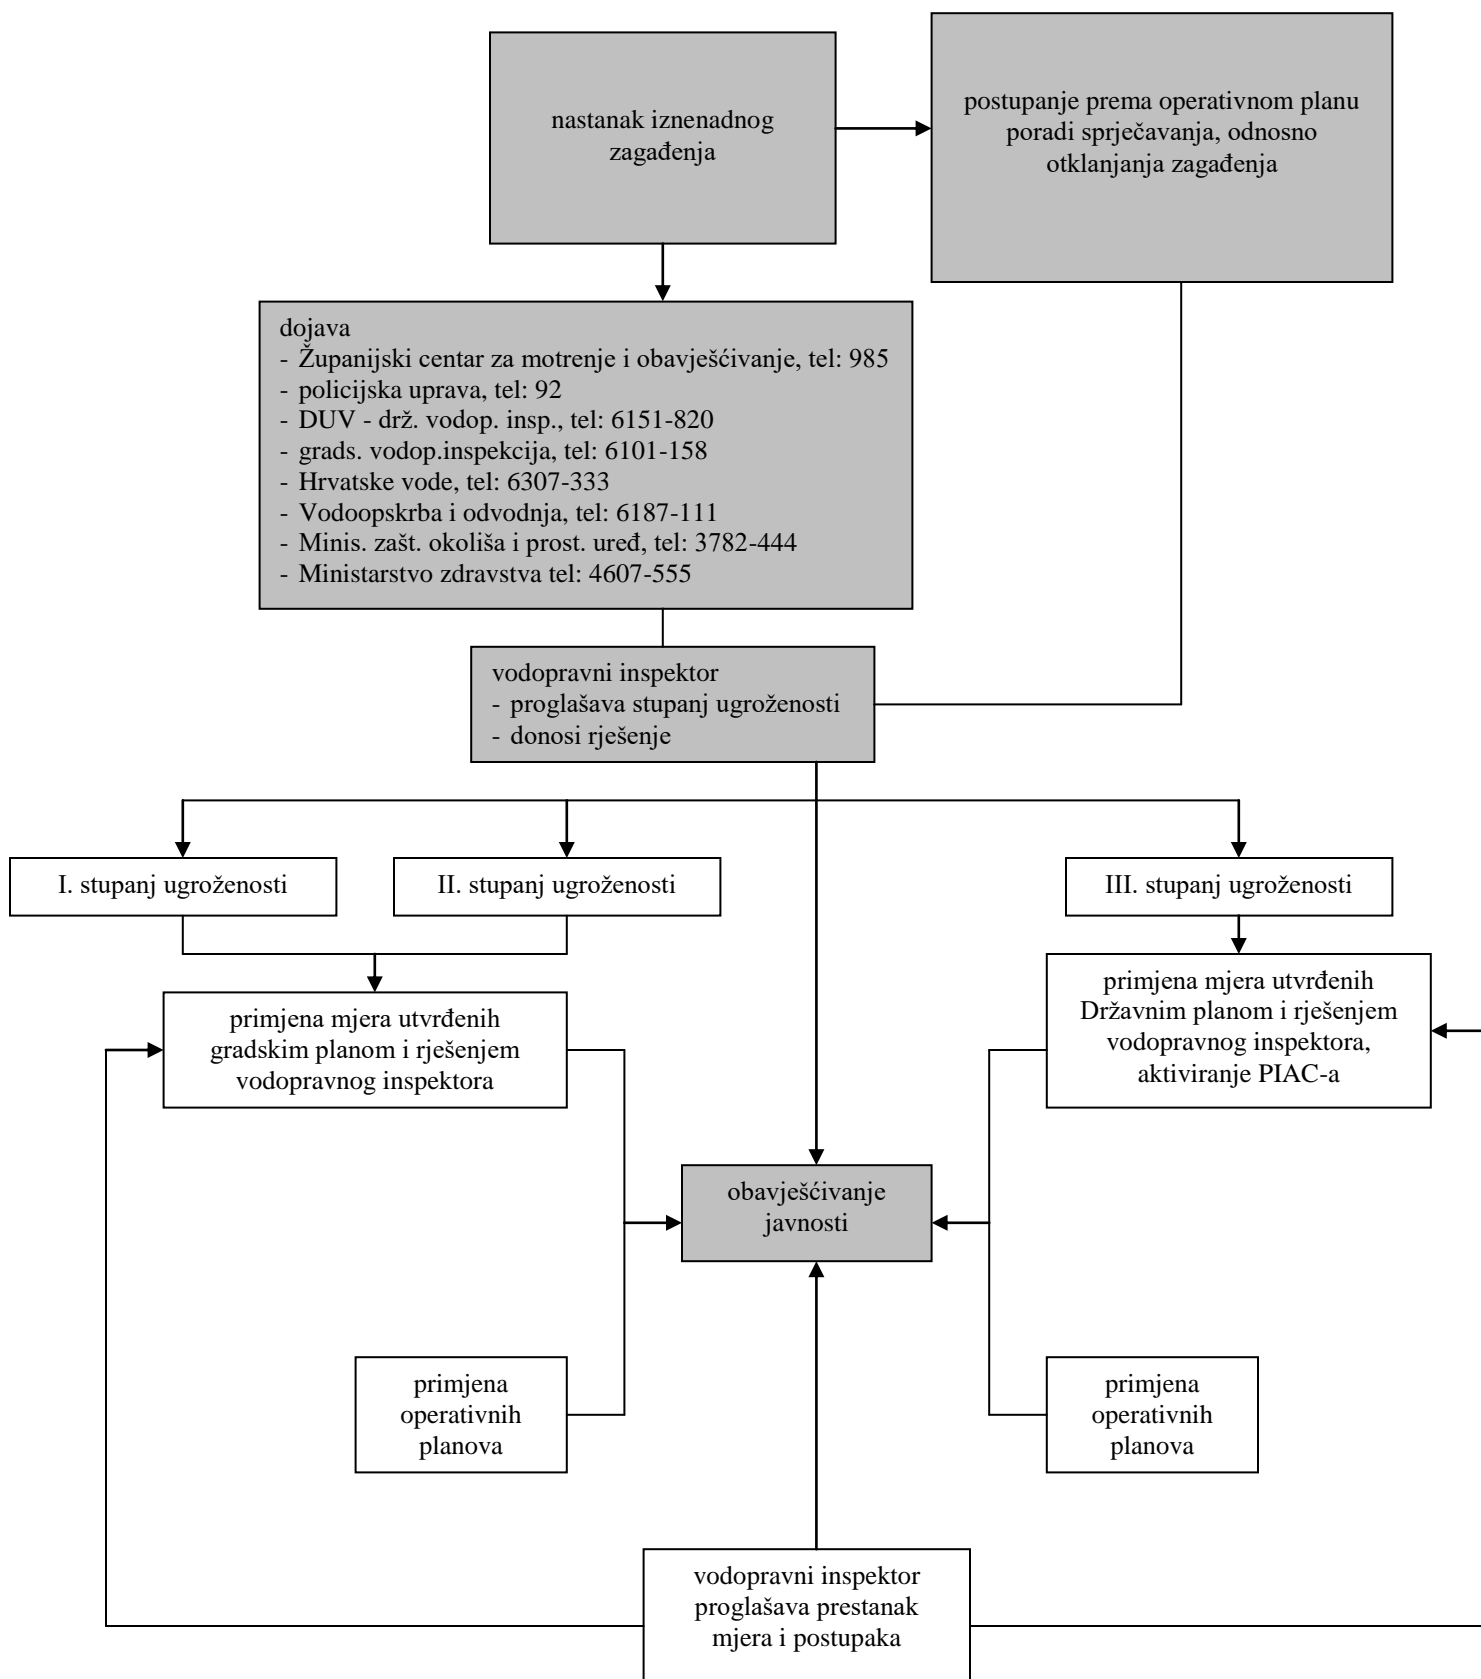 nastanak iznenadnog
zagađenja
postupanje prema operativnom planu
poradi sprječavanja, odnosno
otklanjanja zagađenja
dojava
- Županijski centar za motrenje i obavješćivanje, tel: 985
- policijska uprava, tel: 92
- DUV - drž. vodop. insp., tel: 6151-820
- grads. vodop.inspekcija, tel: 6101-158
- Hrvatske vode, tel: 6307-333
- Vodoopskrba i odvodnja, tel: 6187-111
- Minis. zašt. okoliša i prost. uređ, tel: 3782-444
- Ministarstvo zdravstva tel: 4607-555
vodopravni inspektor
- proglašava stupanj ugroženosti
- donosi rješenje
I. stupanj ugroženosti
II. stupanj ugroženosti
III. stupanj ugroženosti
primjena mjera utvrđenih
gradskim planom i rješenjem
vodopravnog inspektora
primjena mjera utvrđenih
Državnim planom i rješenjem
vodopravnog inspektora,
aktiviranje PIAC-a
obavješćivanje
javnosti
primjena
operativnih
planova
primjena
operativnih
planova
vodopravni inspektor
proglašava prestanak
mjera i postupaka